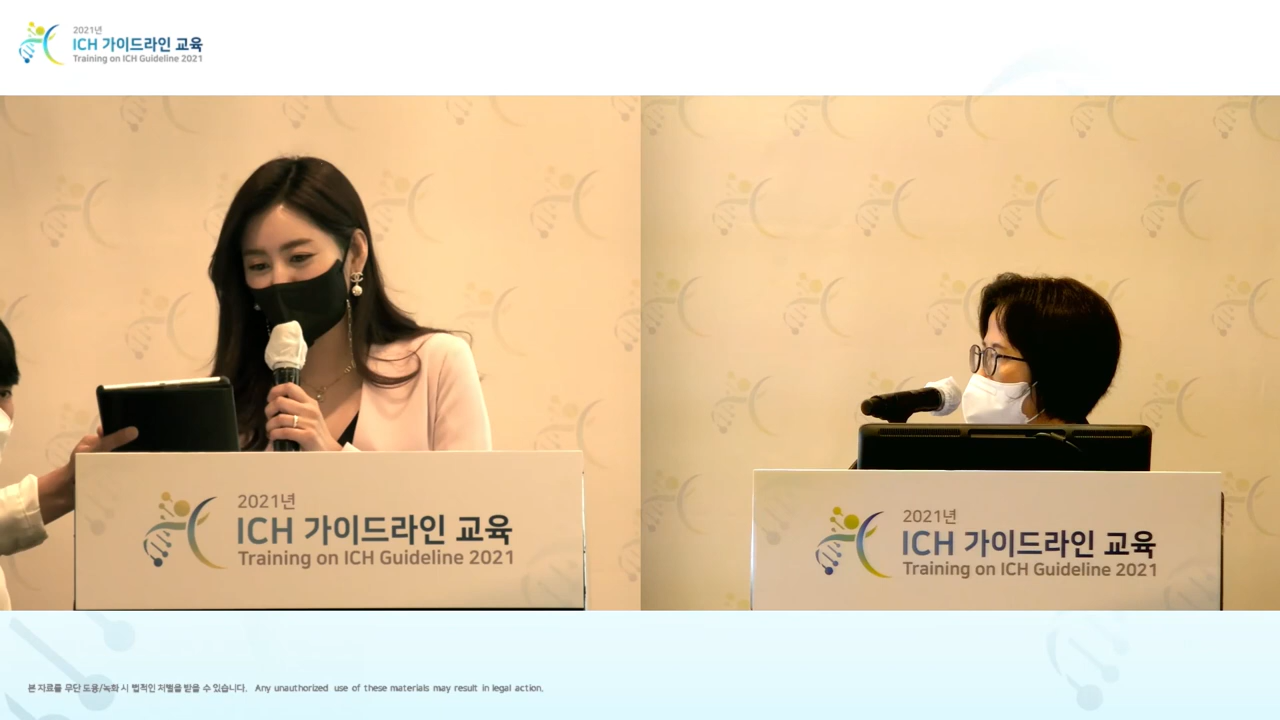 2021년
ICH 가이드라인 교육
Training on ICH Guideline 2021
2021년
ICH 가이드라인 교육
Training on ICH Guideline 2021
2021년
ICH 가이드라인 교육
Training on ICH Guideline 2021
본 자료를 무단 도용/녹화 시 법적인 처벌을 받을 수 있습니다. Any unauthorized use of these materials may result in legal action.